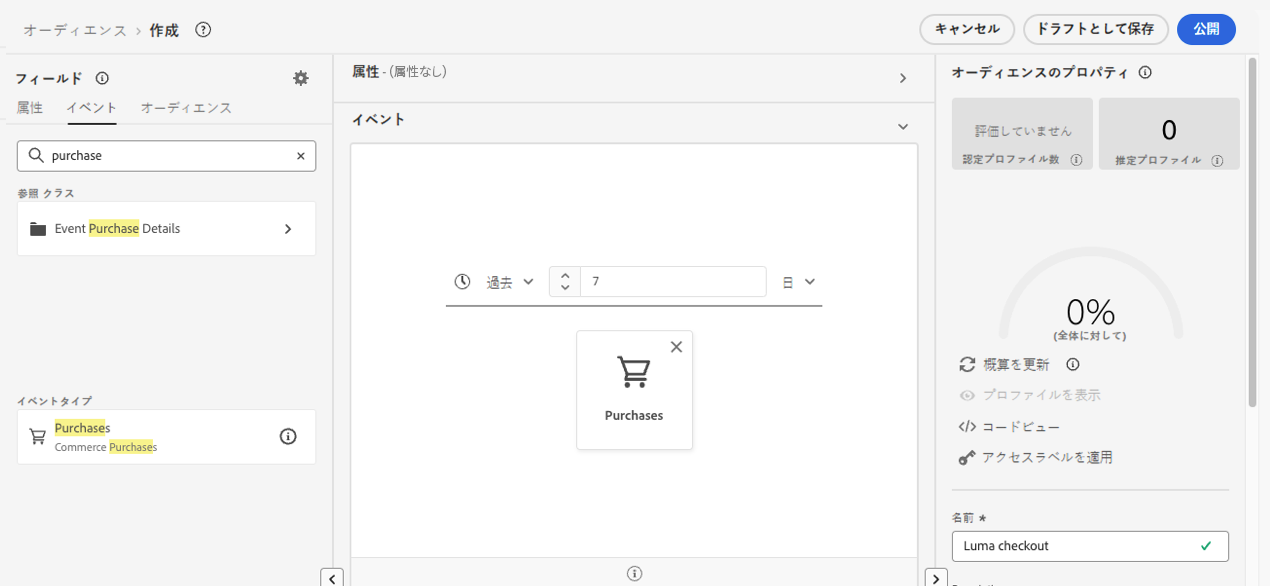 オーディエンス › 作成
キャンセル
ドラフトとして保存
公開
フィールド
属性 イベント オーディエンス
purchase
参照 クラス
Event Purchase Details
イベントタイプ
Purchases
Commerce Purchases
属性 - (属性なし)
イベント
過去 7 日
Purchases
オーディエンスのプロパティ
評価していません
認定プロファイル数
0
推定プロファイル
0%
(全体に対して)
概算を更新
プロファイルを表示
コードビュー
アクセスラベルを適用
名前 *
Luma checkout